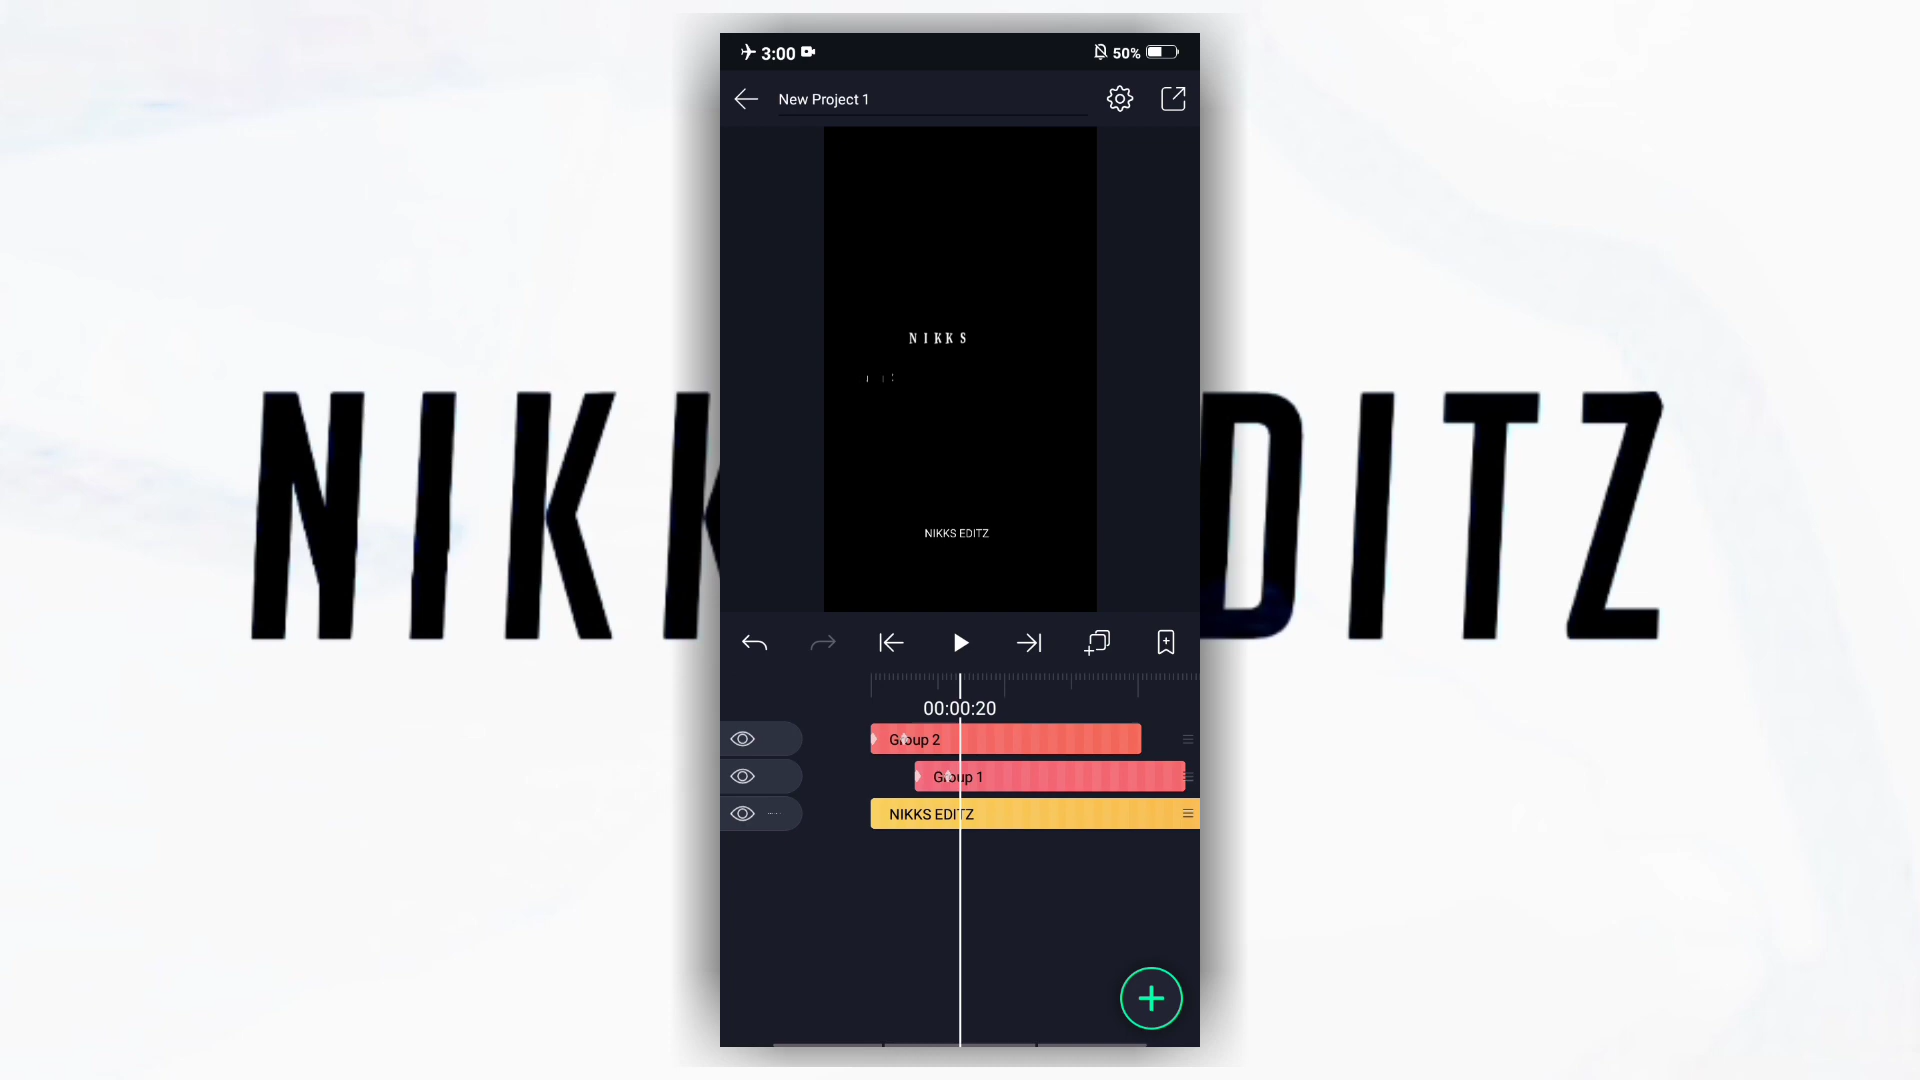 3:00
50%
New Project 1
NIKKS
NIKKS EDITZ
NIKK DITZ
00:00:20
Group 2
Group 1
NIKKS EDITZ